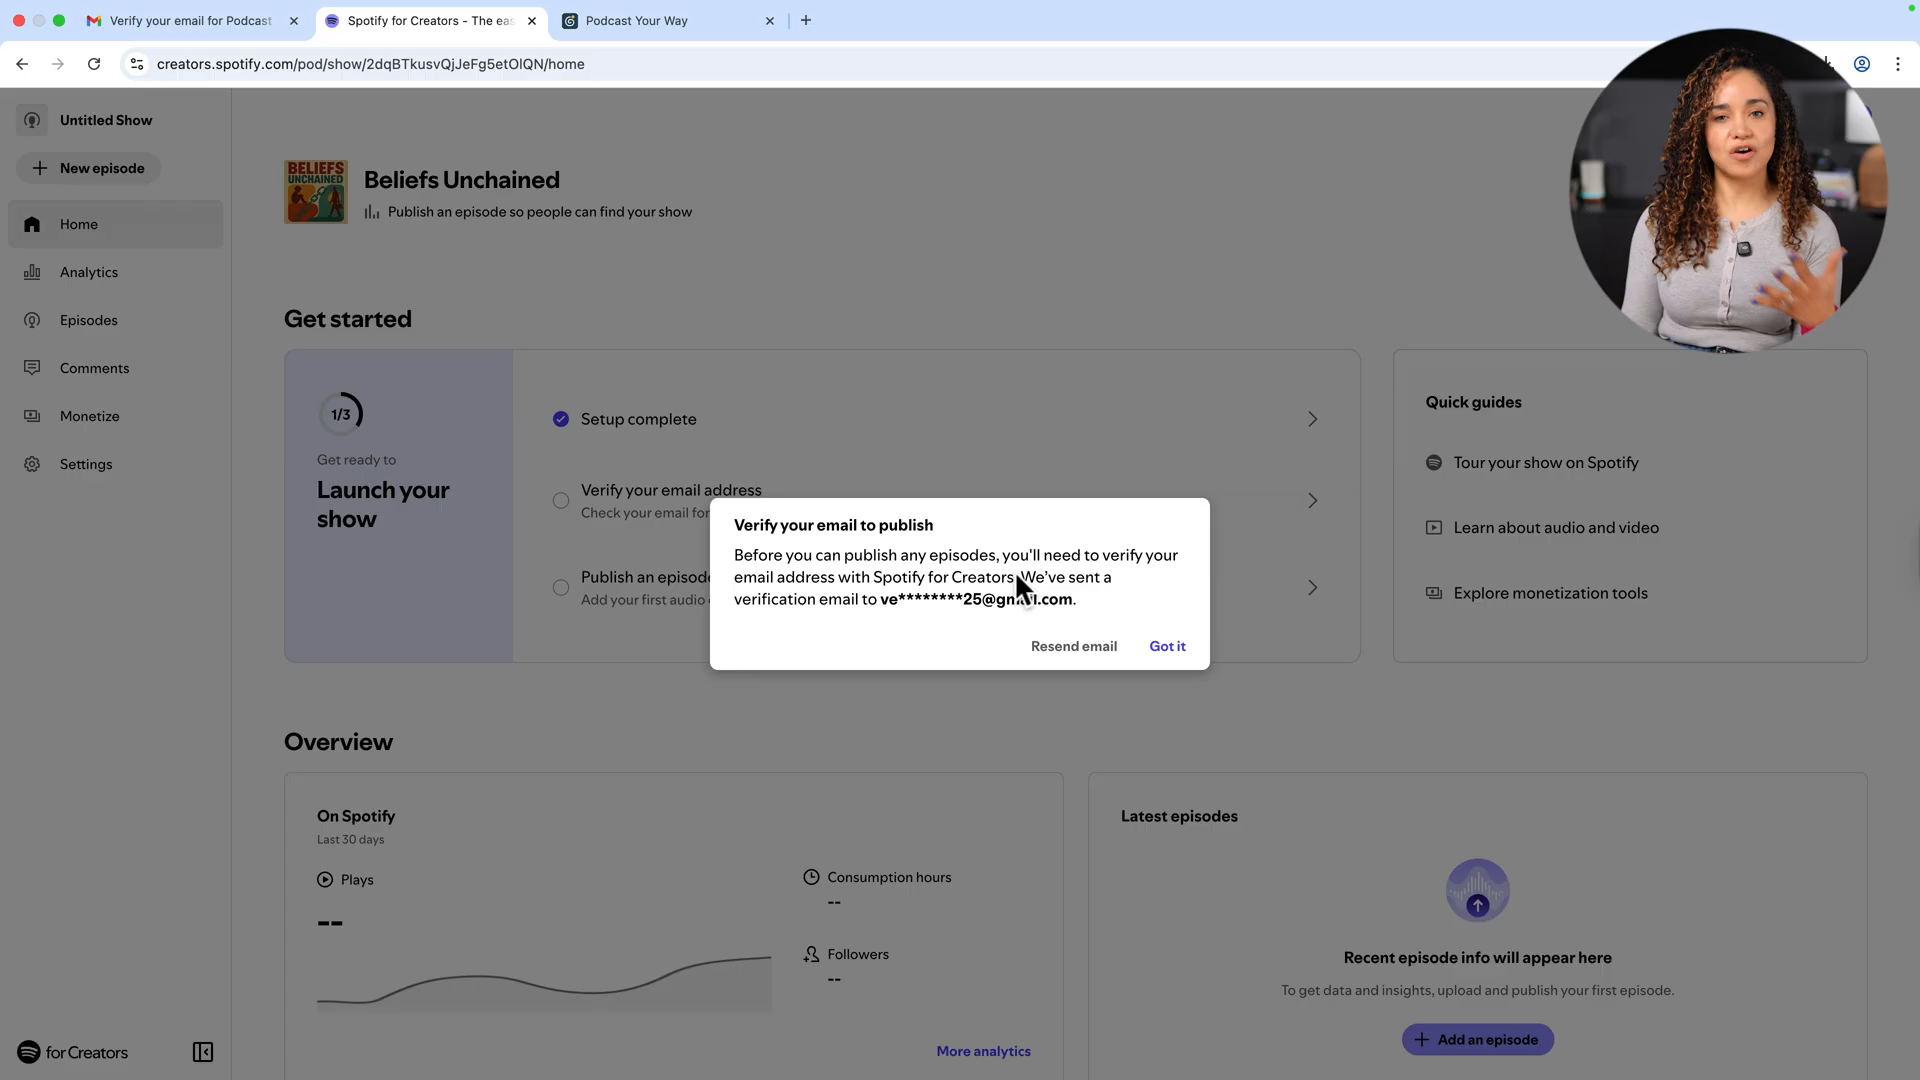 Verify your email for Podcast
Spotify for Creators - The eas
Podcast Your Way
creators.spotify.com/pod/show/2dqBTkusvQjJeFg5etOlQN/home
Untitled Show
New episode
Home
Analytics
Episodes
Comments
Monetize
Settings
for Creators
BELIEFS
UNCHAINED
Beliefs Unchained
Publish an episode so people can find your show
Get started
1/3
Get ready to
Launch your
show
Setup complete
Verify your email address
Check your email for
Publish an episode
Add your first audio
Quick guides
Tour your show on Spotify
Learn about audio and video
Explore monetization tools
Verify your email to publish
Before you can publish any episodes, you'll need to verify your
email address with Spotify for Creators. We've sent a
verification email to ve********25@gmail.com.
Resend email
Got it
Overview
On Spotify
Last 30 days
Plays
--
Consumption hours
--
Followers
--
More analytics
Latest episodes
Recent episode info will appear here
To get data and insights, upload and publish your first episode.
Add an episode